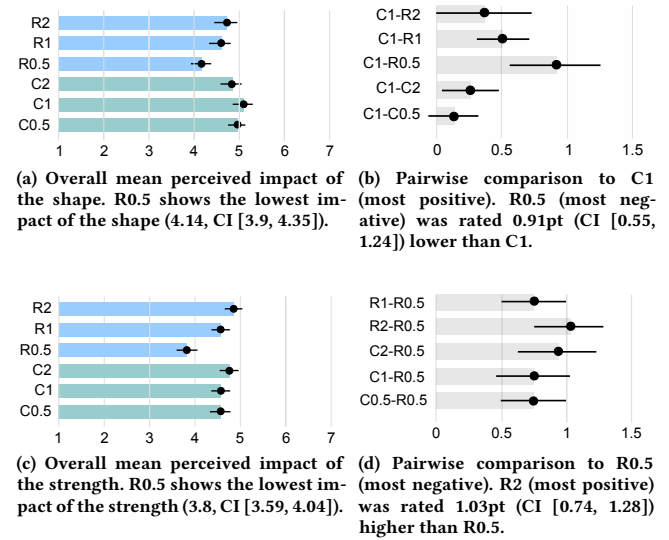 R2
R1
R0.5
C2
C1
C0.5
1 2 3 4 5 6 7
(a) Overall mean perceived impact of
the shape. R0.5 shows the lowest im-
pact of the shape (4.14, CI [3.9, 4.35]).
C1-R2
C1-R1
C1-R0.5
C1-C2
C1-C0.5
0 0.5 1 1.5
(b) Pairwise comparison to C1
(most positive). R0.5 (most neg-
ative) was rated 0.91pt (CI [0.55,
1.24]) lower than C1.
R2
R1
R0.5
C2
C1
C0.5
1 2 3 4 5 6 7
(c) Overall mean perceived impact of
the strength. R0.5 shows the lowest im-
pact of the strength (3.8, CI [3.59, 4.04]).
R1-R0.5
R2-R0.5
C2-R0.5
C1-R0.5
C0.5-R0.5
0 0.5 1 1.5
(d) Pairwise comparison to R0.5
(most negative). R2 (most positive)
was rated 1.03pt (CI [0.74, 1.28])
higher than R0.5.